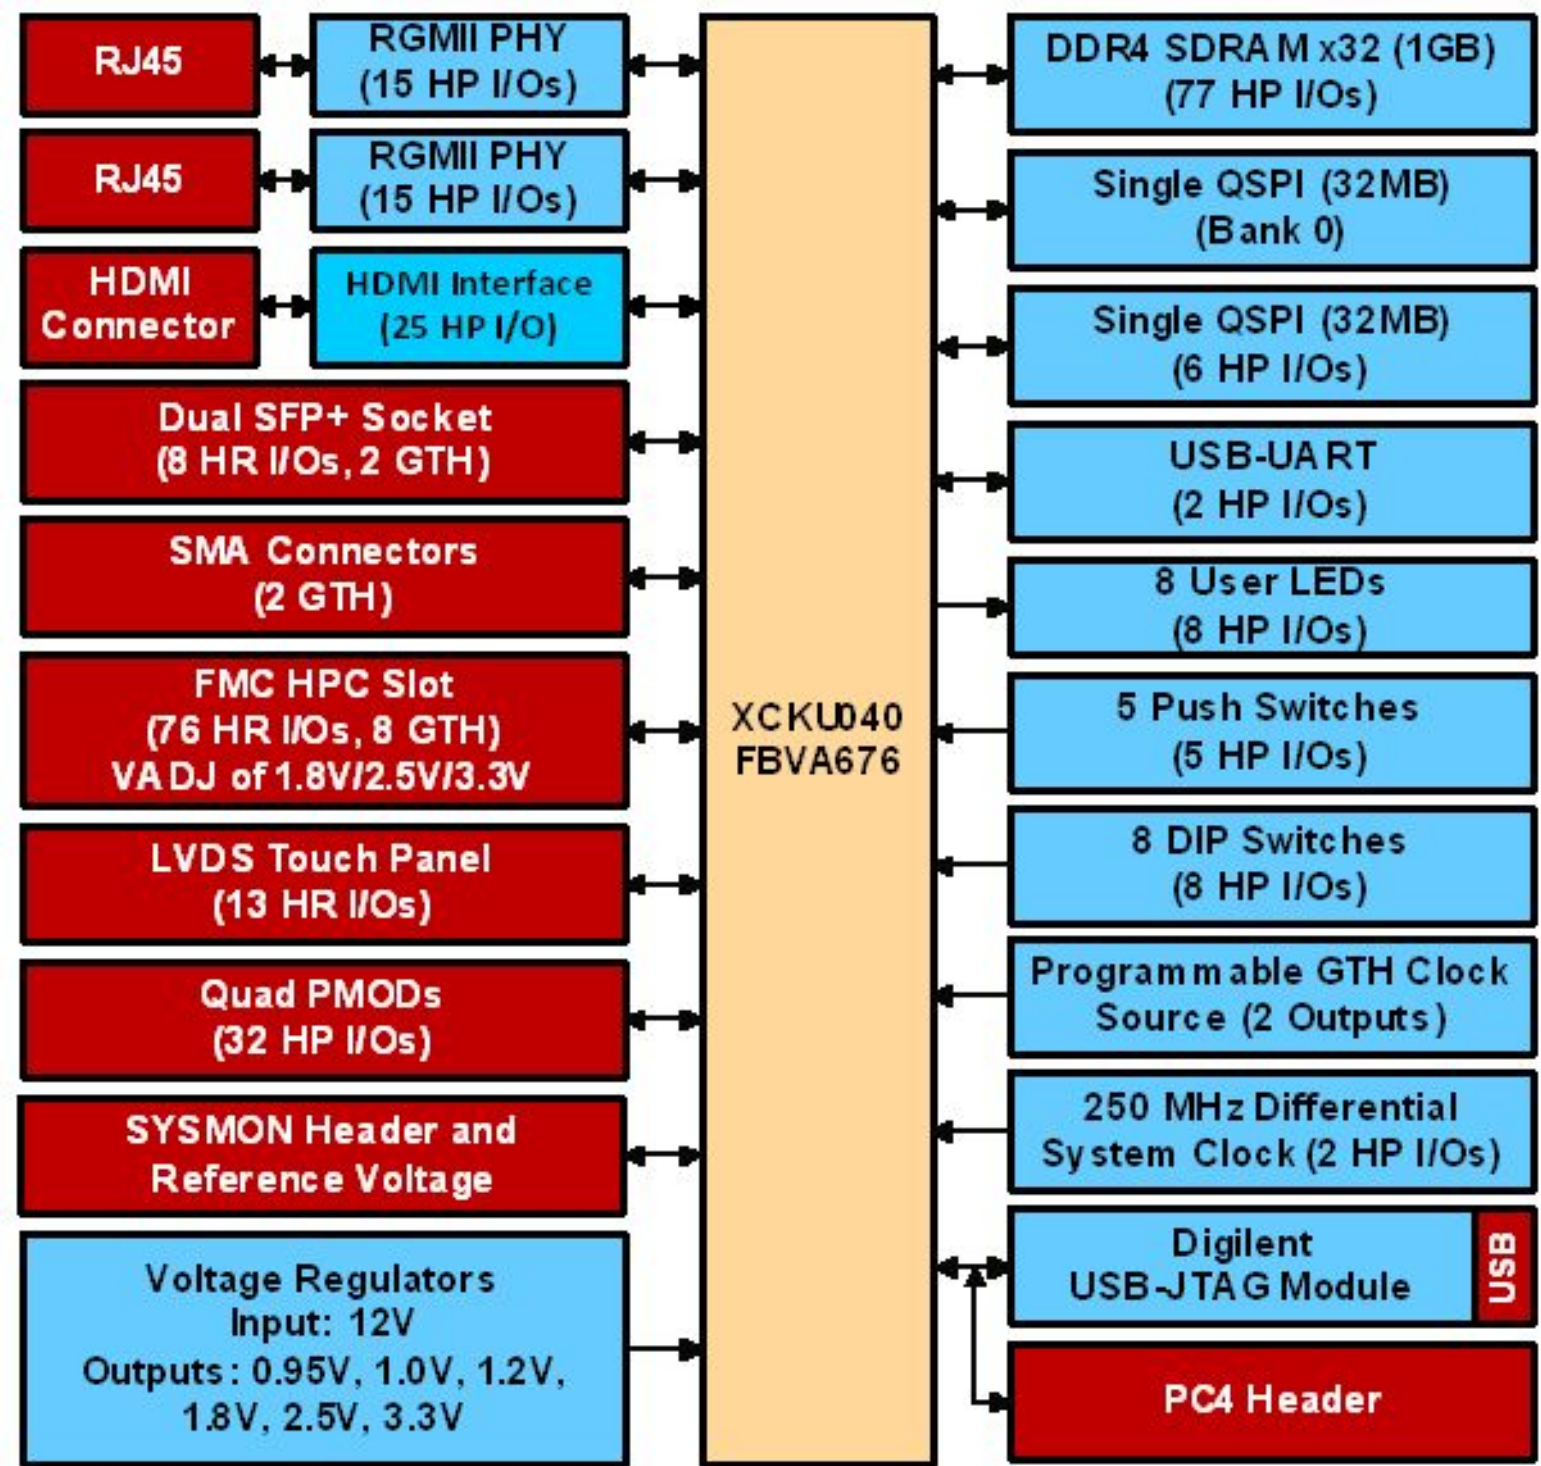 RJ45
RGMII PHY
(15 HP I/Os)
RJ45
RGMII PHY
(15 HP I/Os)
HDMI
Connector
HDMI Interface
(25 HP I/O)
Dual SFP+ Socket
(8 HR I/Os, 2 GTH)
SMA Connectors
(2 GTH)
FMC HPC Slot
(76 HR I/Os, 8 GTH)
VADJ of 1.8V/2.5V/3.3V
LVDS Touch Panel
(13 HR I/Os)
Quad PMODs
(32 HP I/Os)
SYSMON Header and
Reference Voltage
Voltage Regulators
Input: 12V
Outputs: 0.95V, 1.0V, 1.2V,
1.8V, 2.5V, 3.3V
XCKU040
FBVA676
DDR4 SDRAM x32 (1GB)
(77 HP I/Os)
Single QSPI (32MB)
(Bank 0)
Single QSPI (32MB)
(6 HP I/Os)
USB-UART
(2 HP I/Os)
8 User LEDs
(8 HP I/Os)
5 Push Switches
(5 HP I/Os)
8 DIP Switches
(8 HP I/Os)
Programmable GTH Clock
Source (2 Outputs)
250 MHz Differential
System Clock (2 HP I/Os)
Digilent
USB-JTAG Module
USB
PC4 Header